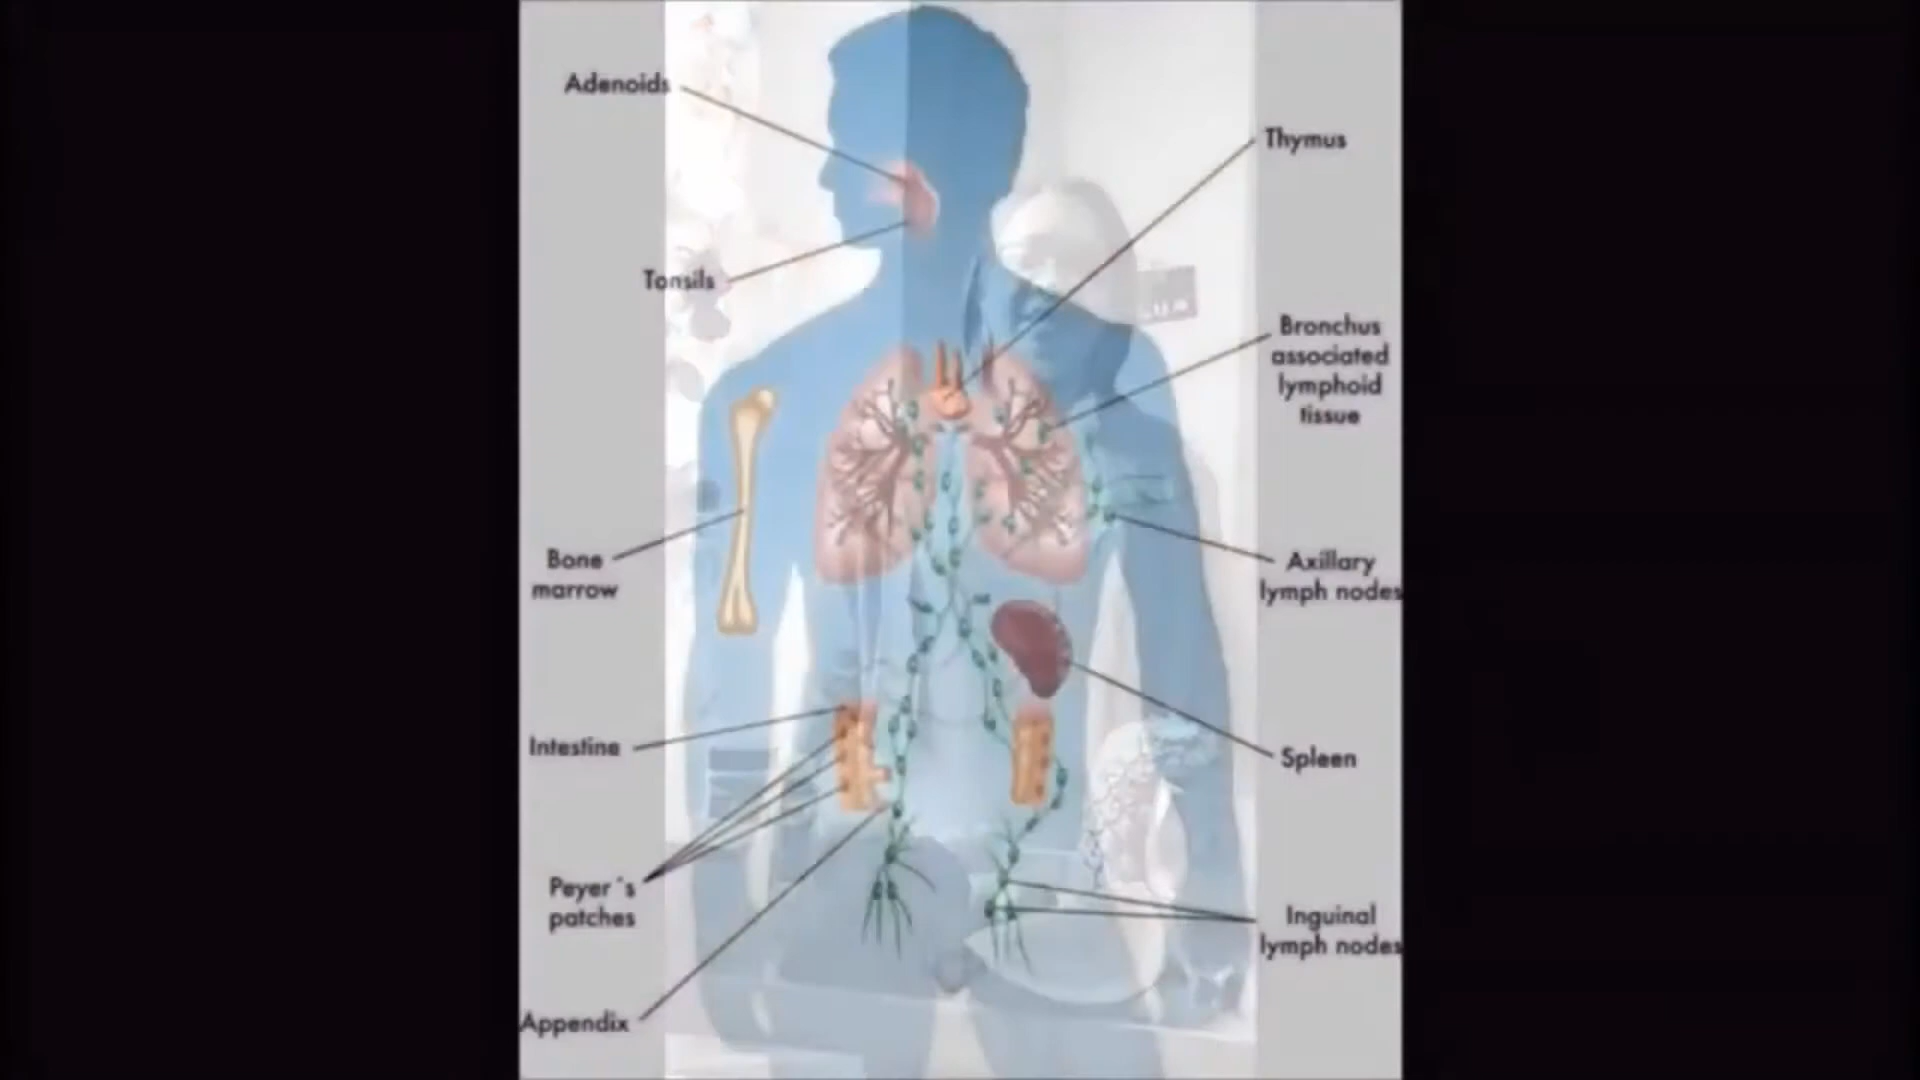 Adenoids
Thymus
Tonsils
Bronchus
associated
lymphoid
tissue
Bone
marrow
Axillary
lymph nodes
Intestine
Spleen
Peyer´s
patches
Inguinal
lymph nodes
Appendix